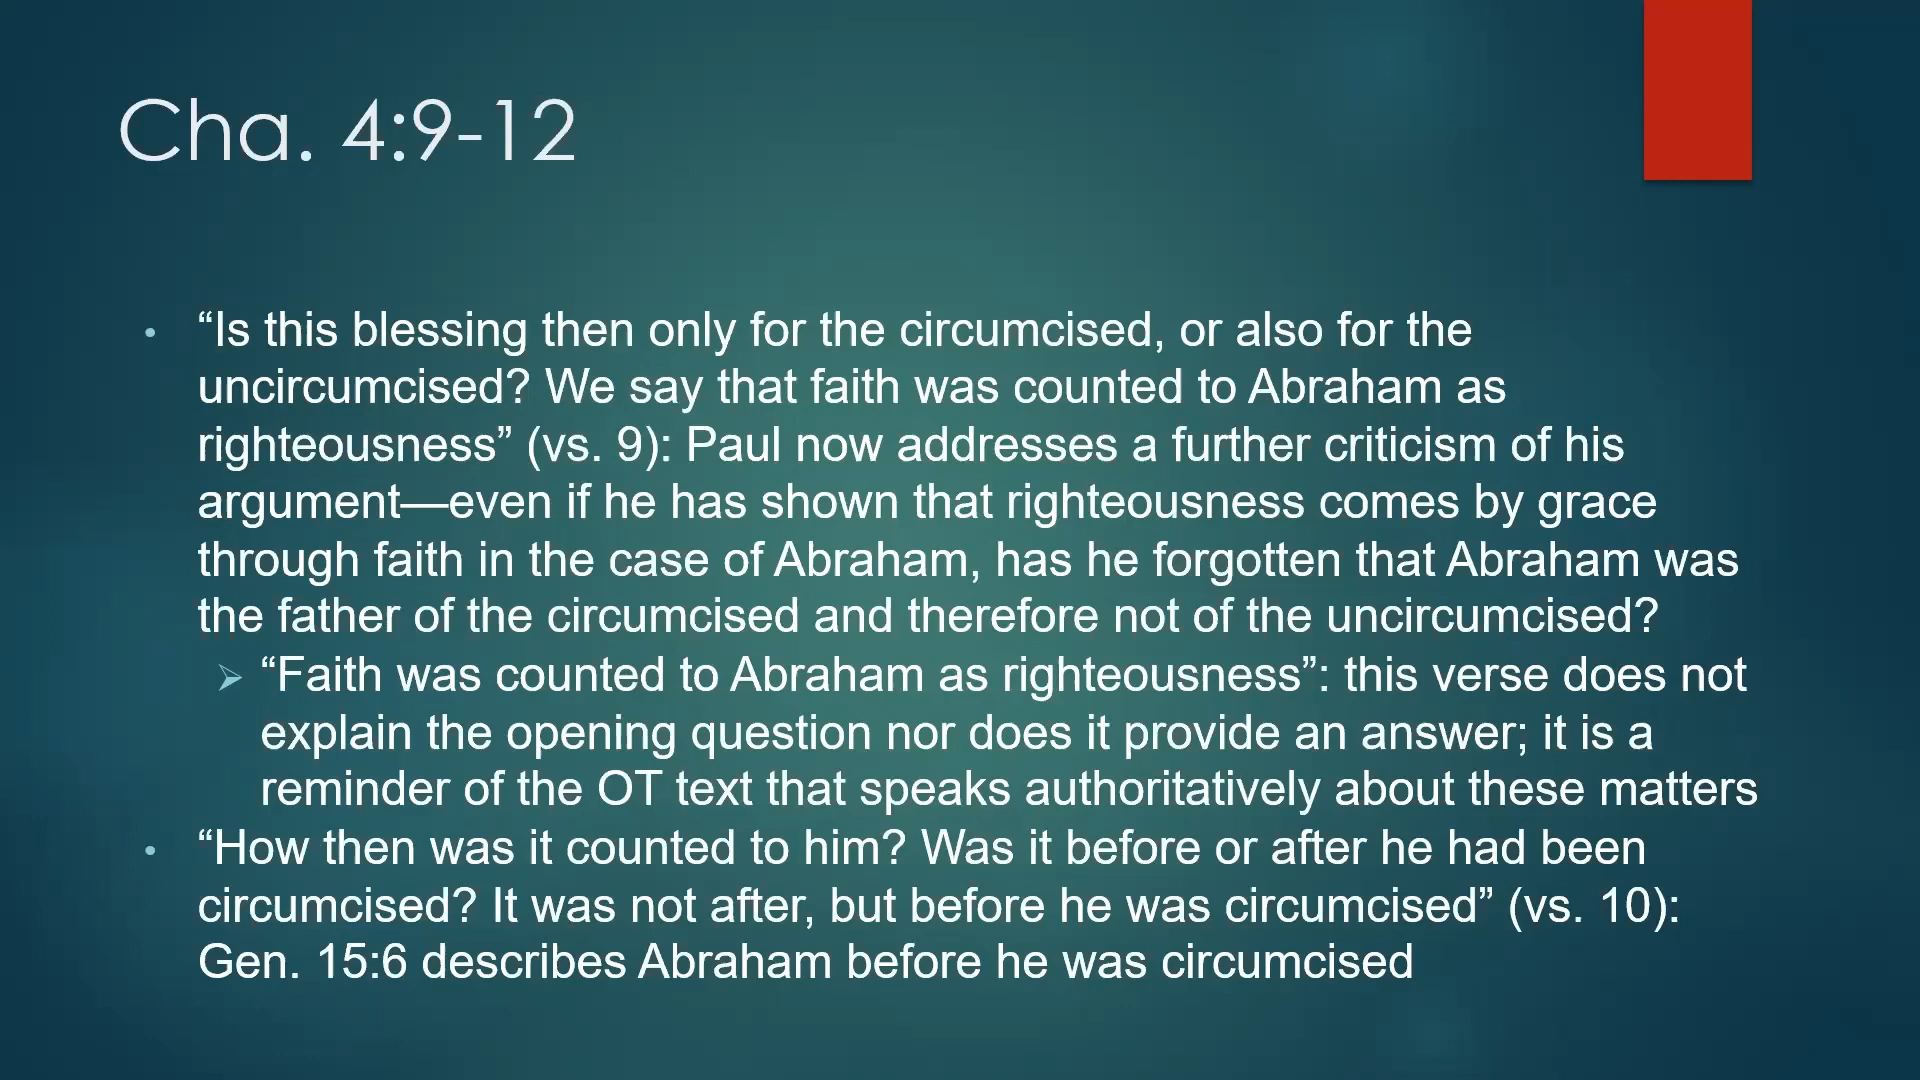 Cha. 4:9-12
• “Is this blessing then only for the circumcised, or also for the
uncircumcised? We say that faith was counted to Abraham as
righteousness” (vs. 9): Paul now addresses a further criticism of his
argument—even if he has shown that righteousness comes by grace
through faith in the case of Abraham, has he forgotten that Abraham was
the father of the circumcised and therefore not of the uncircumcised?
➢ “Faith was counted to Abraham as righteousness”: this verse does not
explain the opening question nor does it provide an answer; it is a
reminder of the OT text that speaks authoritatively about these matters
• “How then was it counted to him? Was it before or after he had been
circumcised? It was not after, but before he was circumcised” (vs. 10):
Gen. 15:6 describes Abraham before he was circumcised